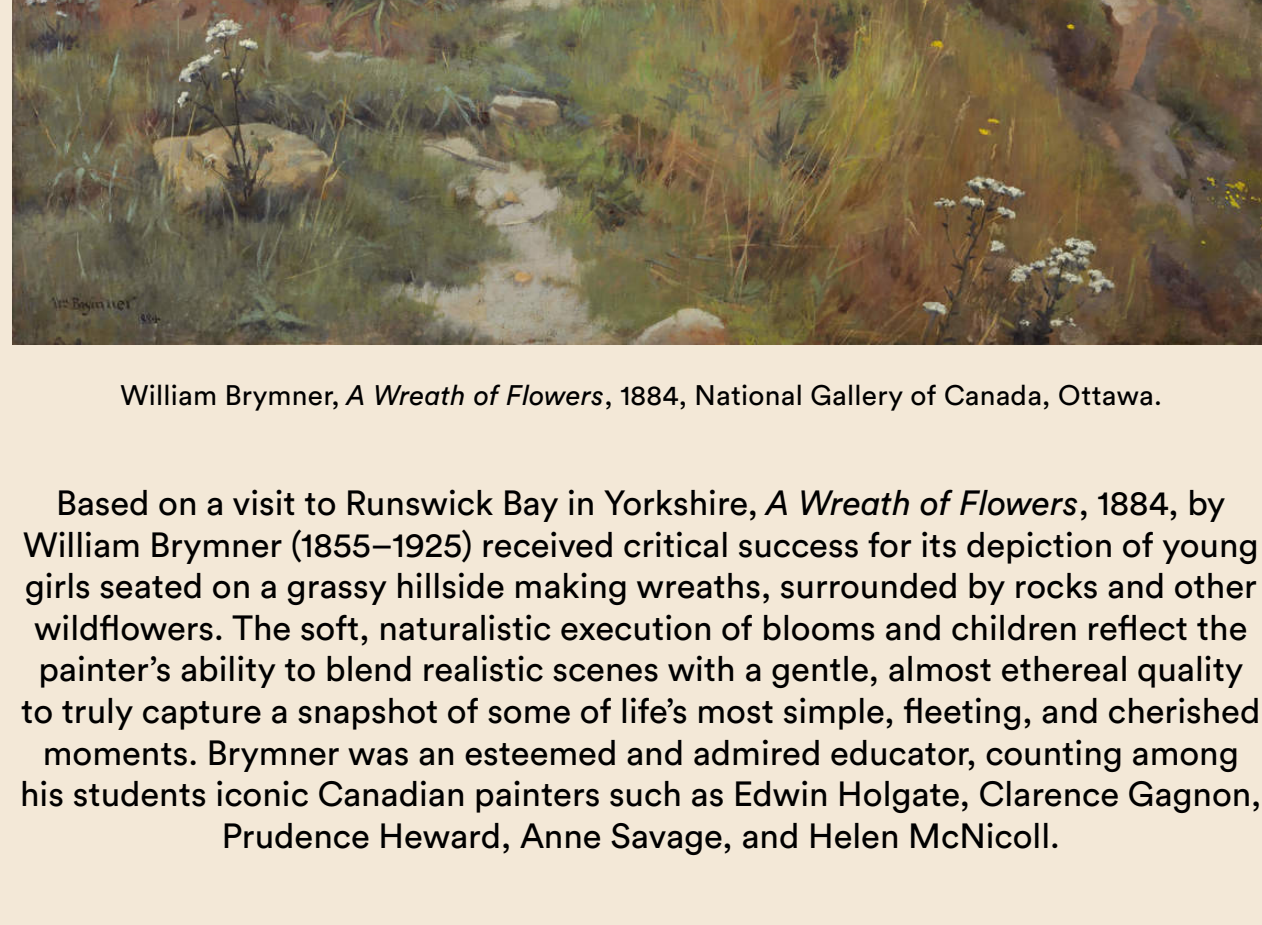 Wm Brymner
1884
William Brymner, A Wreath of Flowers, 1884, National Gallery of Canada, Ottawa.
Based on a visit to Runswick Bay in Yorkshire, A Wreath of Flowers, 1884, by
William Brymner (1855–1925) received critical success for its depiction of young
girls seated on a grassy hillside making wreaths, surrounded by rocks and other
wildflowers. The soft, naturalistic execution of blooms and children reflect the
painter’s ability to blend realistic scenes with a gentle, almost ethereal quality
to truly capture a snapshot of some of life’s most simple, fleeting, and cherished
moments. Brymner was an esteemed and admired educator, counting among
his students iconic Canadian painters such as Edwin Holgate, Clarence Gagnon,
Prudence Heward, Anne Savage, and Helen McNicoll.